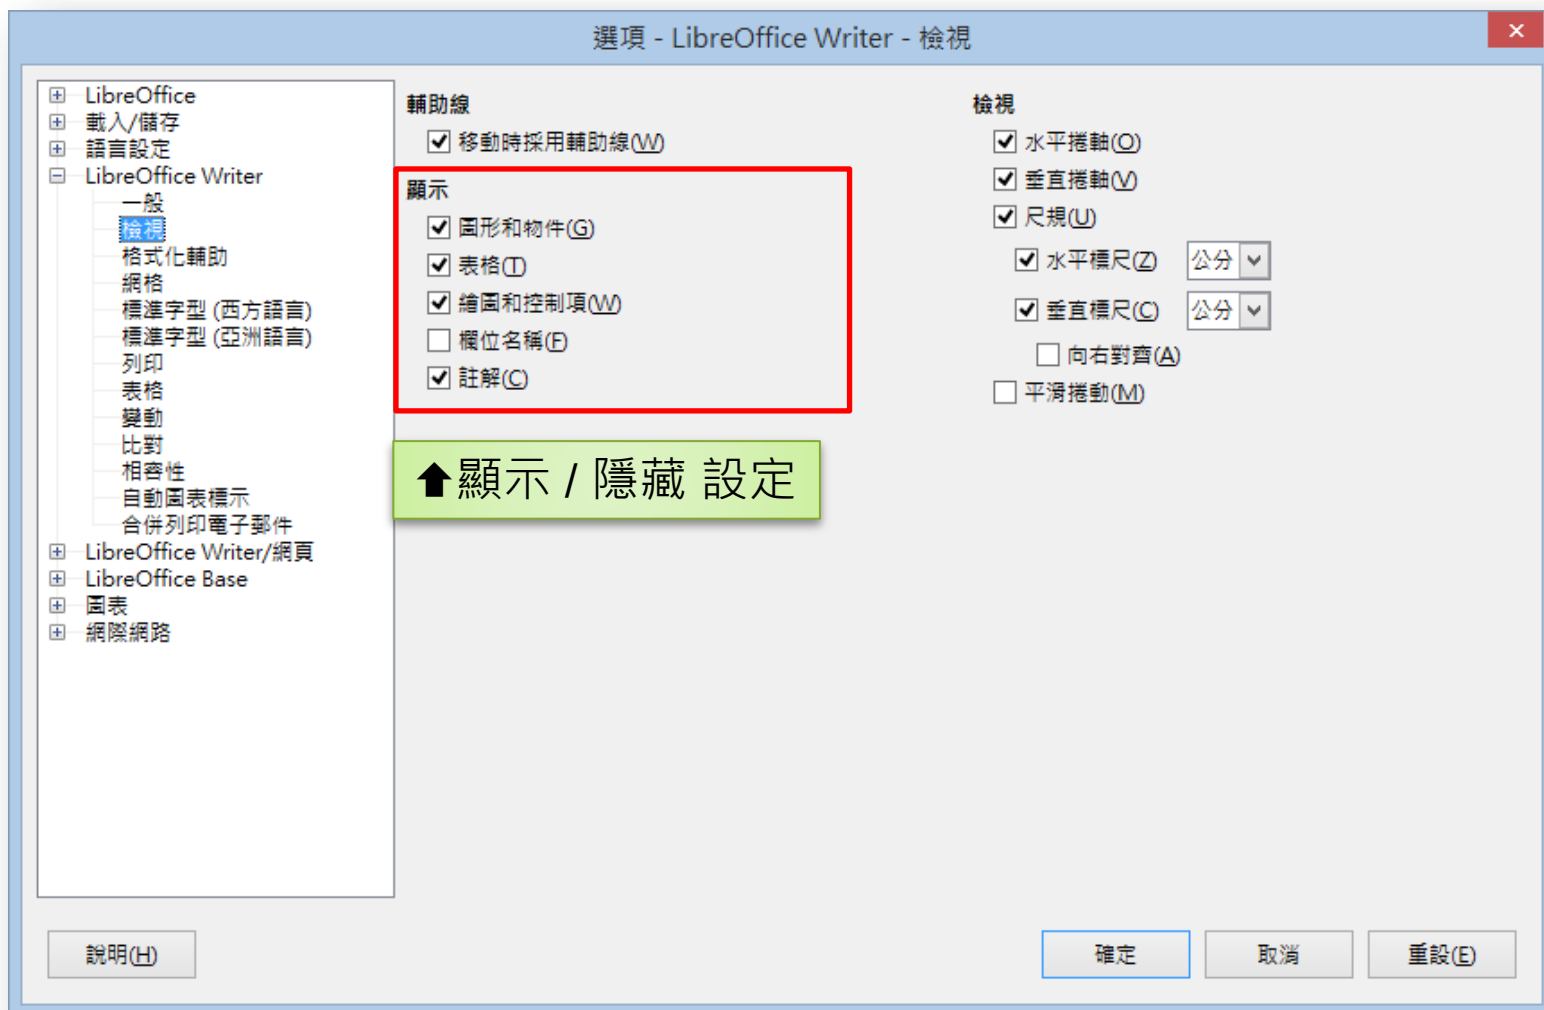 選項 - LibreOffice Writer - 檢視
LibreOffice
載入/儲存
語言設定
LibreOffice Writer
一般
檢視
格式化輔助
網格
標準字型 (西方語言)
標準字型 (亞洲語言)
列印
表格
變動
比對
相容性
自動圖表標示
合併列印電子郵件
LibreOffice Writer/網頁
LibreOffice Base
圖表
網際網路
輔助線
移動時採用輔助線(W)
顯示
圖形和物件(G)
表格(T)
繪圖和控制項(W)
欄位名稱(F)
註解(C)
⬆顯示 / 隱藏 設定
檢視
水平捲軸(O)
垂直捲軸(V)
尺規(U)
水平標尺(Z) 公分
垂直標尺(C) 公分
向右對齊(A)
平滑捲動(M)
說明(H)
確定
取消
重設(E)